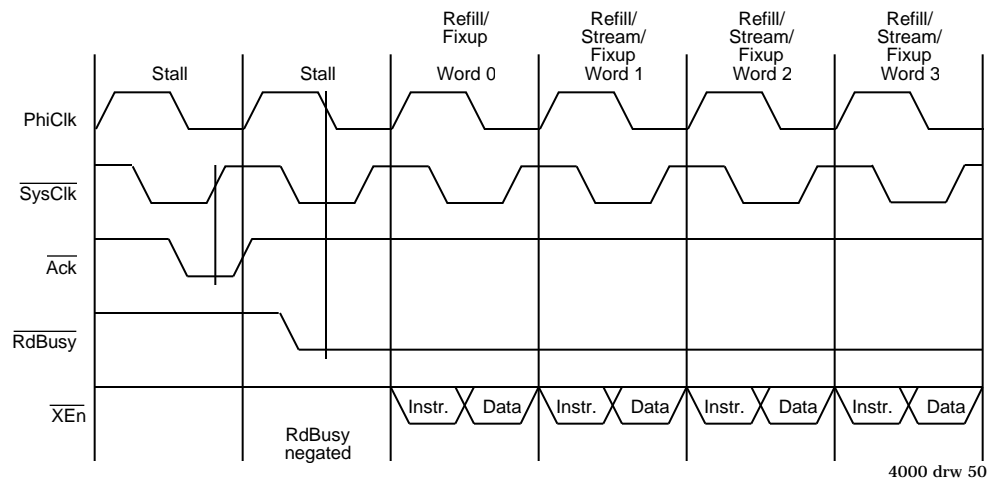 Refill/
Fixup
Word 0
Refill/
Stream/
Fixup
Word 1
Refill/
Stream/
Fixup
Word 2
Refill/
Stream/
Fixup
Word 3
Stall
Stall
PhiClk
SysClk
Ack
RdBusy
XEn
Instr. Data Instr. Data Instr. Data Instr. Data
RdBusy
negated
4000 drw 50